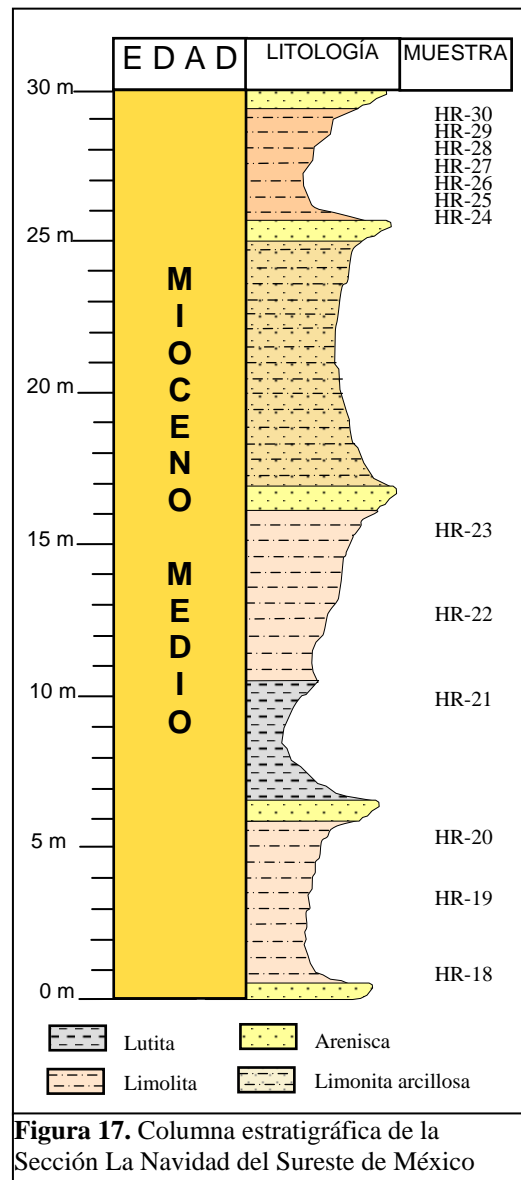 E D A D LITOLOGÍA MUESTRA
30 m
HR-30
HR-29
HR-28
HR-27
HR-26
HR-25
HR-24
25 m
MIOCENO MEDIO
20 m
15 m
HR-23
HR-22
10 m
HR-21
5 m
HR-20
HR-19
HR-18
0 m
Lutita Arenisca
Limolita Limonita arcillosa
Figura 17. Columna estratigráfica de la
Sección La Navidad del Sureste de México